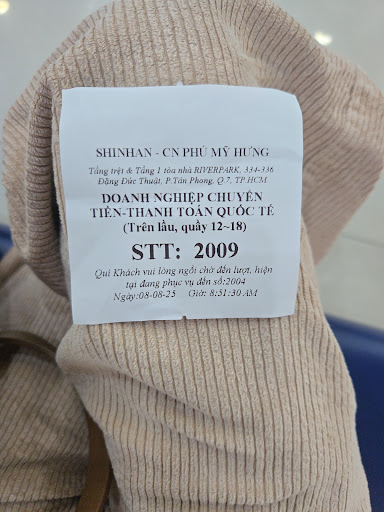 SHINHAN - CN PHÚ MỸ HƯNG
Tầng trệt & Tầng 1 tòa nhà RIVERPARK, 334-336
Đặng Đức Thuật, P.Tân Phong, Q.7, TP.HCM
DOANH NGHIỆP CHUYỂN
TIỀN-THANH TOÁN QUỐC TẾ
(Trên lầu, quầy 12~18)
STT: 2009
Quí Khách vui lòng ngồi chờ đến lượt, hiện
tại đang phục vụ đến số:2004
Ngày:08-08-25 Giờ: 8:51:30 AM